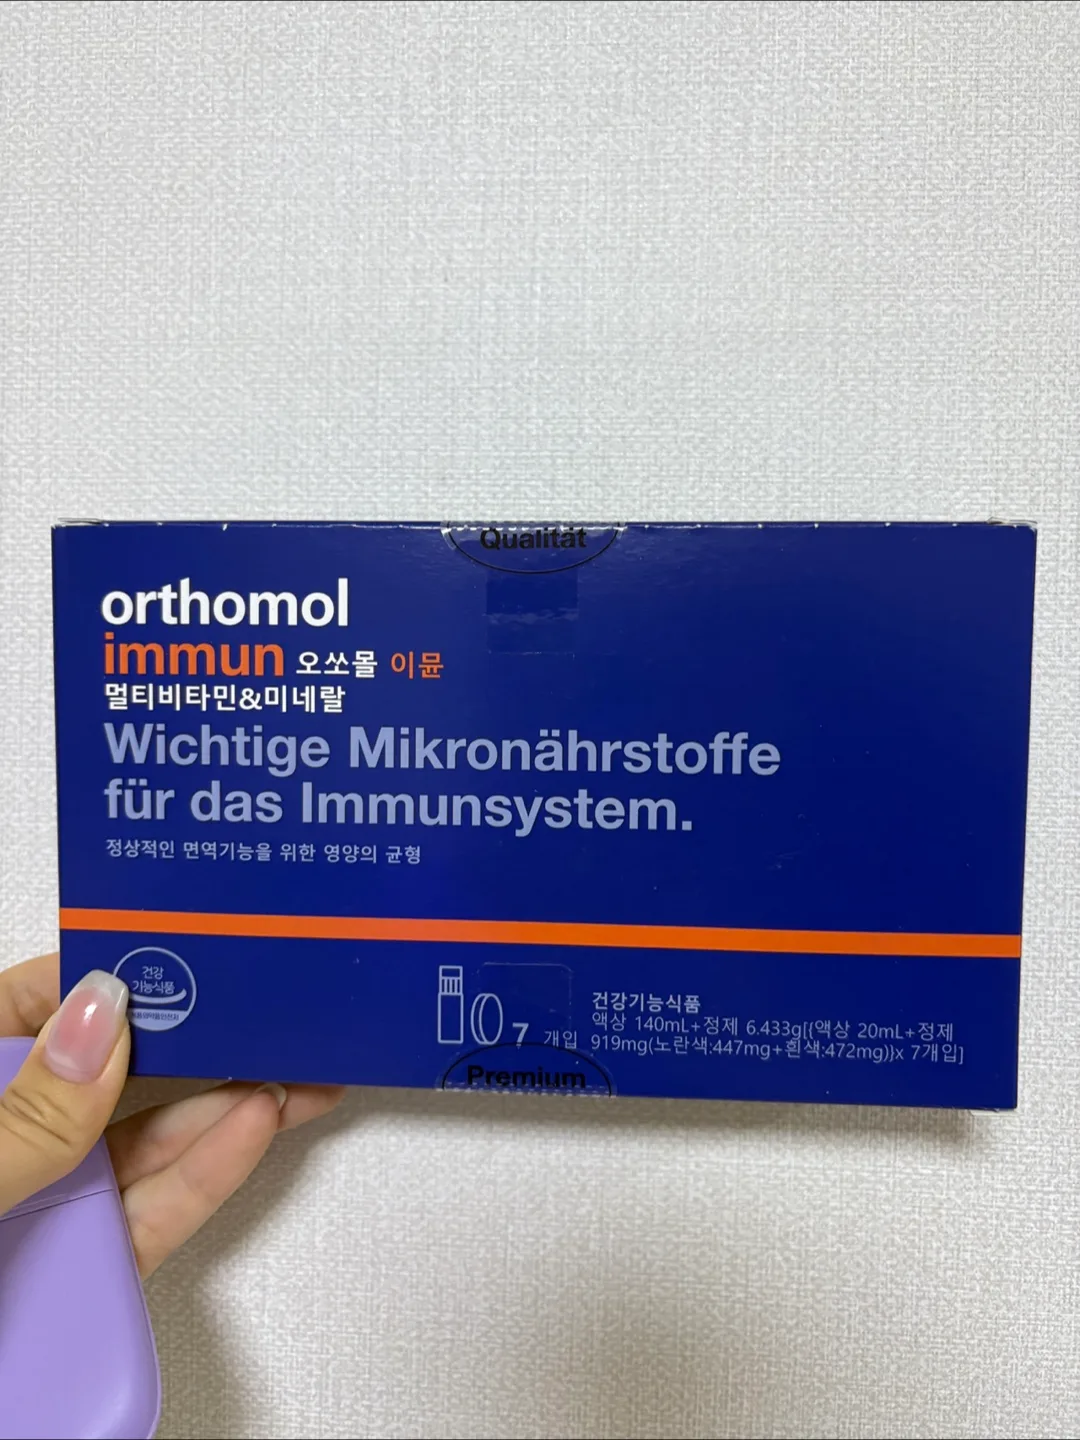 Qualität
orthomol
immun 오쏘몰 이뮨
멀티비타민&미네랄
Wichtige Mikronährstoffe
für das Immunsystem.
정상적인 면역기능을 위한 영양의 균형
건강
기능식품
7 개입
건강기능식품
액상 140mL+정제 6.433g[{액상 20mL+정제
919mg(노란색:447mg+흰색:472mg)}x 7개입]
Premium